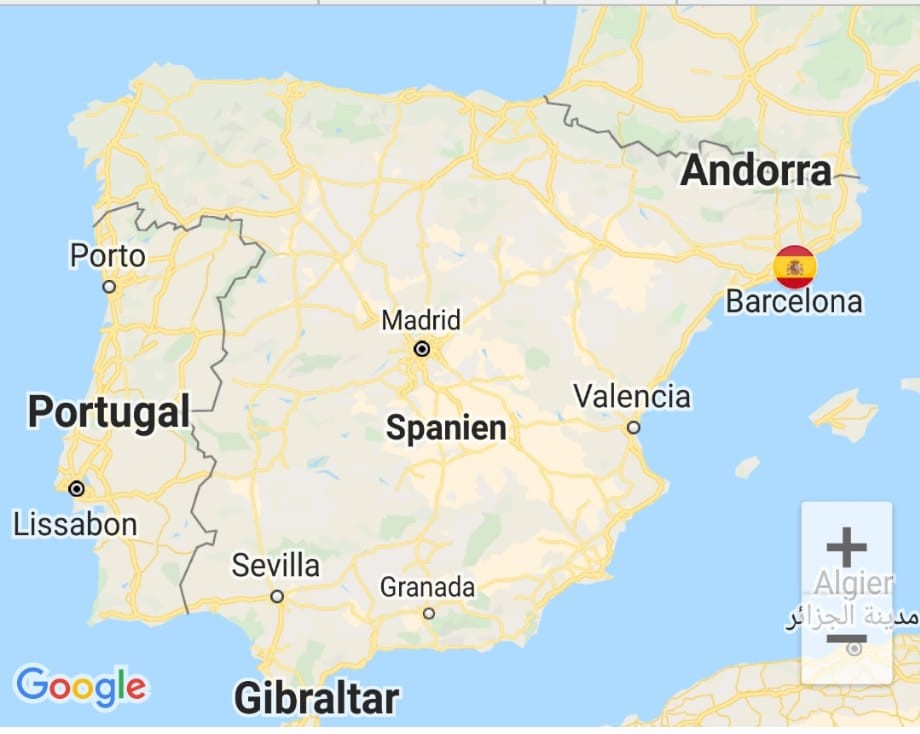 Andorra
Porto
Barcelona
Madrid
Valencia
Portugal
Spanien
Lissabon
Sevilla
Granada
+
Algier
مدينة الجزائر
−
Google
Gibraltar